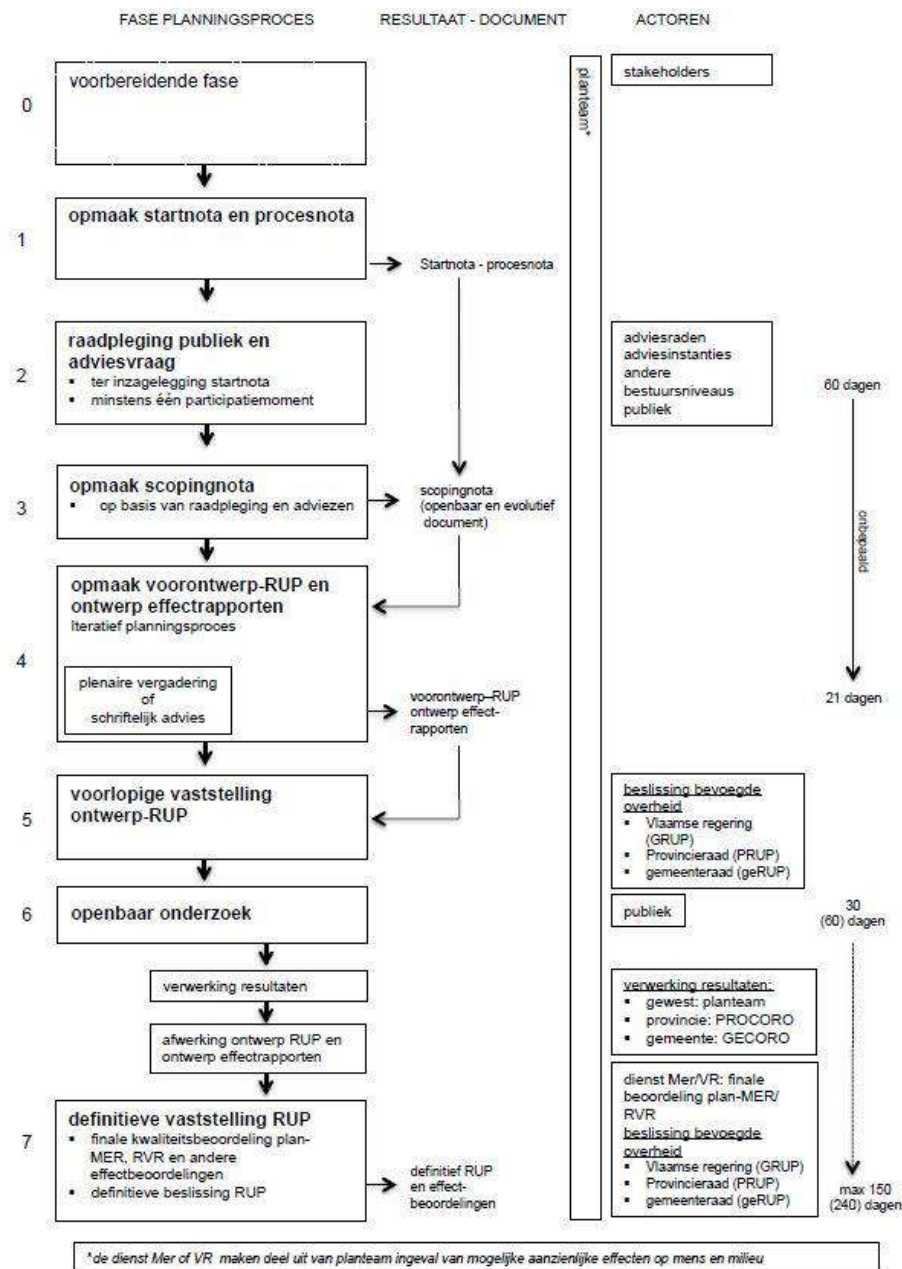 FASE PLANNINGSPROCES
RESULTAAT - DOCUMENT
ACTOREN
0
voorbereidende fase
planteam*
stakeholders
1
opmaak startnota en procesnota
Startnota - procesnota
2
raadpleging publiek en
adviesvraag
▪ ter inzagelegging startnota
▪ minstens één participatiemoment
adviesraden
adviesinstanties
andere
bestuursniveaus
publiek
60 dagen
3
opmaak scopingnota
▪ op basis van raadpleging en adviezen
scopingnota
(openbaar en evolutief
document)
onbepaald
4
opmaak voorontwerp-RUP en
ontwerp effectrapporten
Iteratief planningsproces
plenaire vergadering
of
schriftelijk advies
voorontwerp–RUP
ontwerp effect-
rapporten
21 dagen
5
voorlopige vaststelling
ontwerp-RUP
beslissing bevoegde
overheid
▪ Vlaamse regering
(GRUP)
▪ Provincieraad (PRUP)
▪ gemeenteraad (geRUP)
6
openbaar onderzoek
publiek
30
(60) dagen
verwerking resultaten
afwerking ontwerp RUP en
ontwerp effectrapporten
verwerking resultaten:
▪ gewest: planteam
▪ provincie: PROCORO
▪ gemeente: GECORO
7
definitieve vaststelling RUP
▪ finale kwaliteitsbeoordeling plan-
MER, RVR en andere
effectbeoordelingen
▪ definitieve beslissing RUP
definitief RUP
en effect-
beoordelingen
dienst Mer/VR: finale
beoordeling plan-MER/
RVR
beslissing bevoegde
overheid
▪ Vlaamse regering (GRUP)
▪ Provincieraad (PRUP)
▪ gemeenteraad (geRUP)
max 150
(240) dagen
*de dienst Mer of VR maken deel uit van planteam ingeval van mogelijke aanzienlijke effecten op mens en milieu